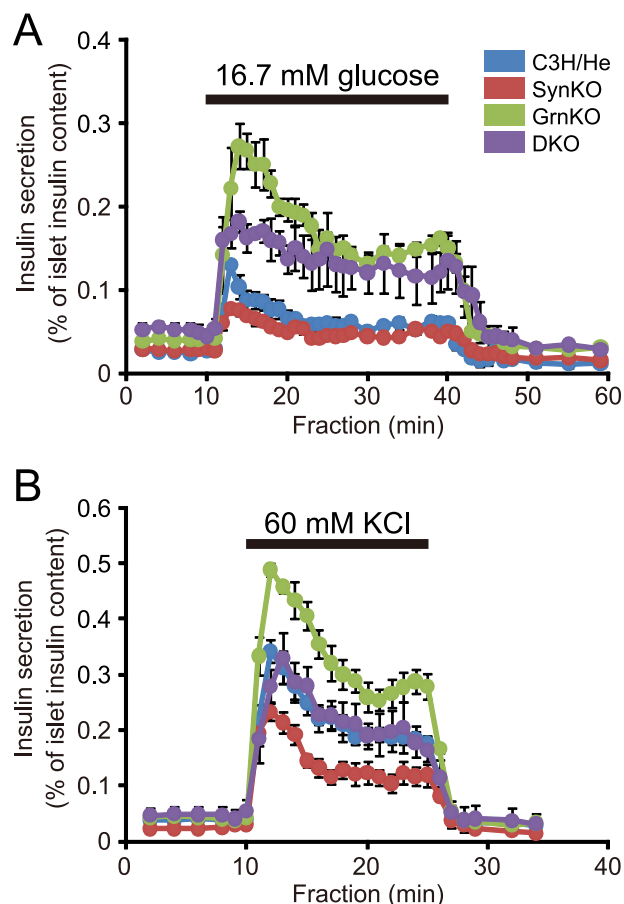 A
16.7 mM glucose
C3H/He
SynKO
GrnKO
DKO
Insulin secretion
(% of islet insulin content)
0.4
0.3
0.2
0.1
0
0 10 20 30 40 50 60
Fraction (min)
B
60 mM KCl
Insulin secretion
(% of islet insulin content)
0.6
0.5
0.4
0.3
0.2
0.1
0
0 10 20 30 40
Fraction (min)